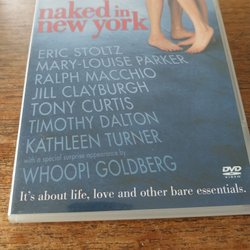 naked in
new york
ERIC STOLTZ
MARY-LOUISE PARKER
RALPH MACCHIO
JILL CLAYBURGH
TONY CURTIS
TIMOTHY DALTON
KATHLEEN TURNER
with a special surprise appearance by
WHOOPI GOLDBERG
DVD
VIDEO
It's about life, love and other bare essentials.